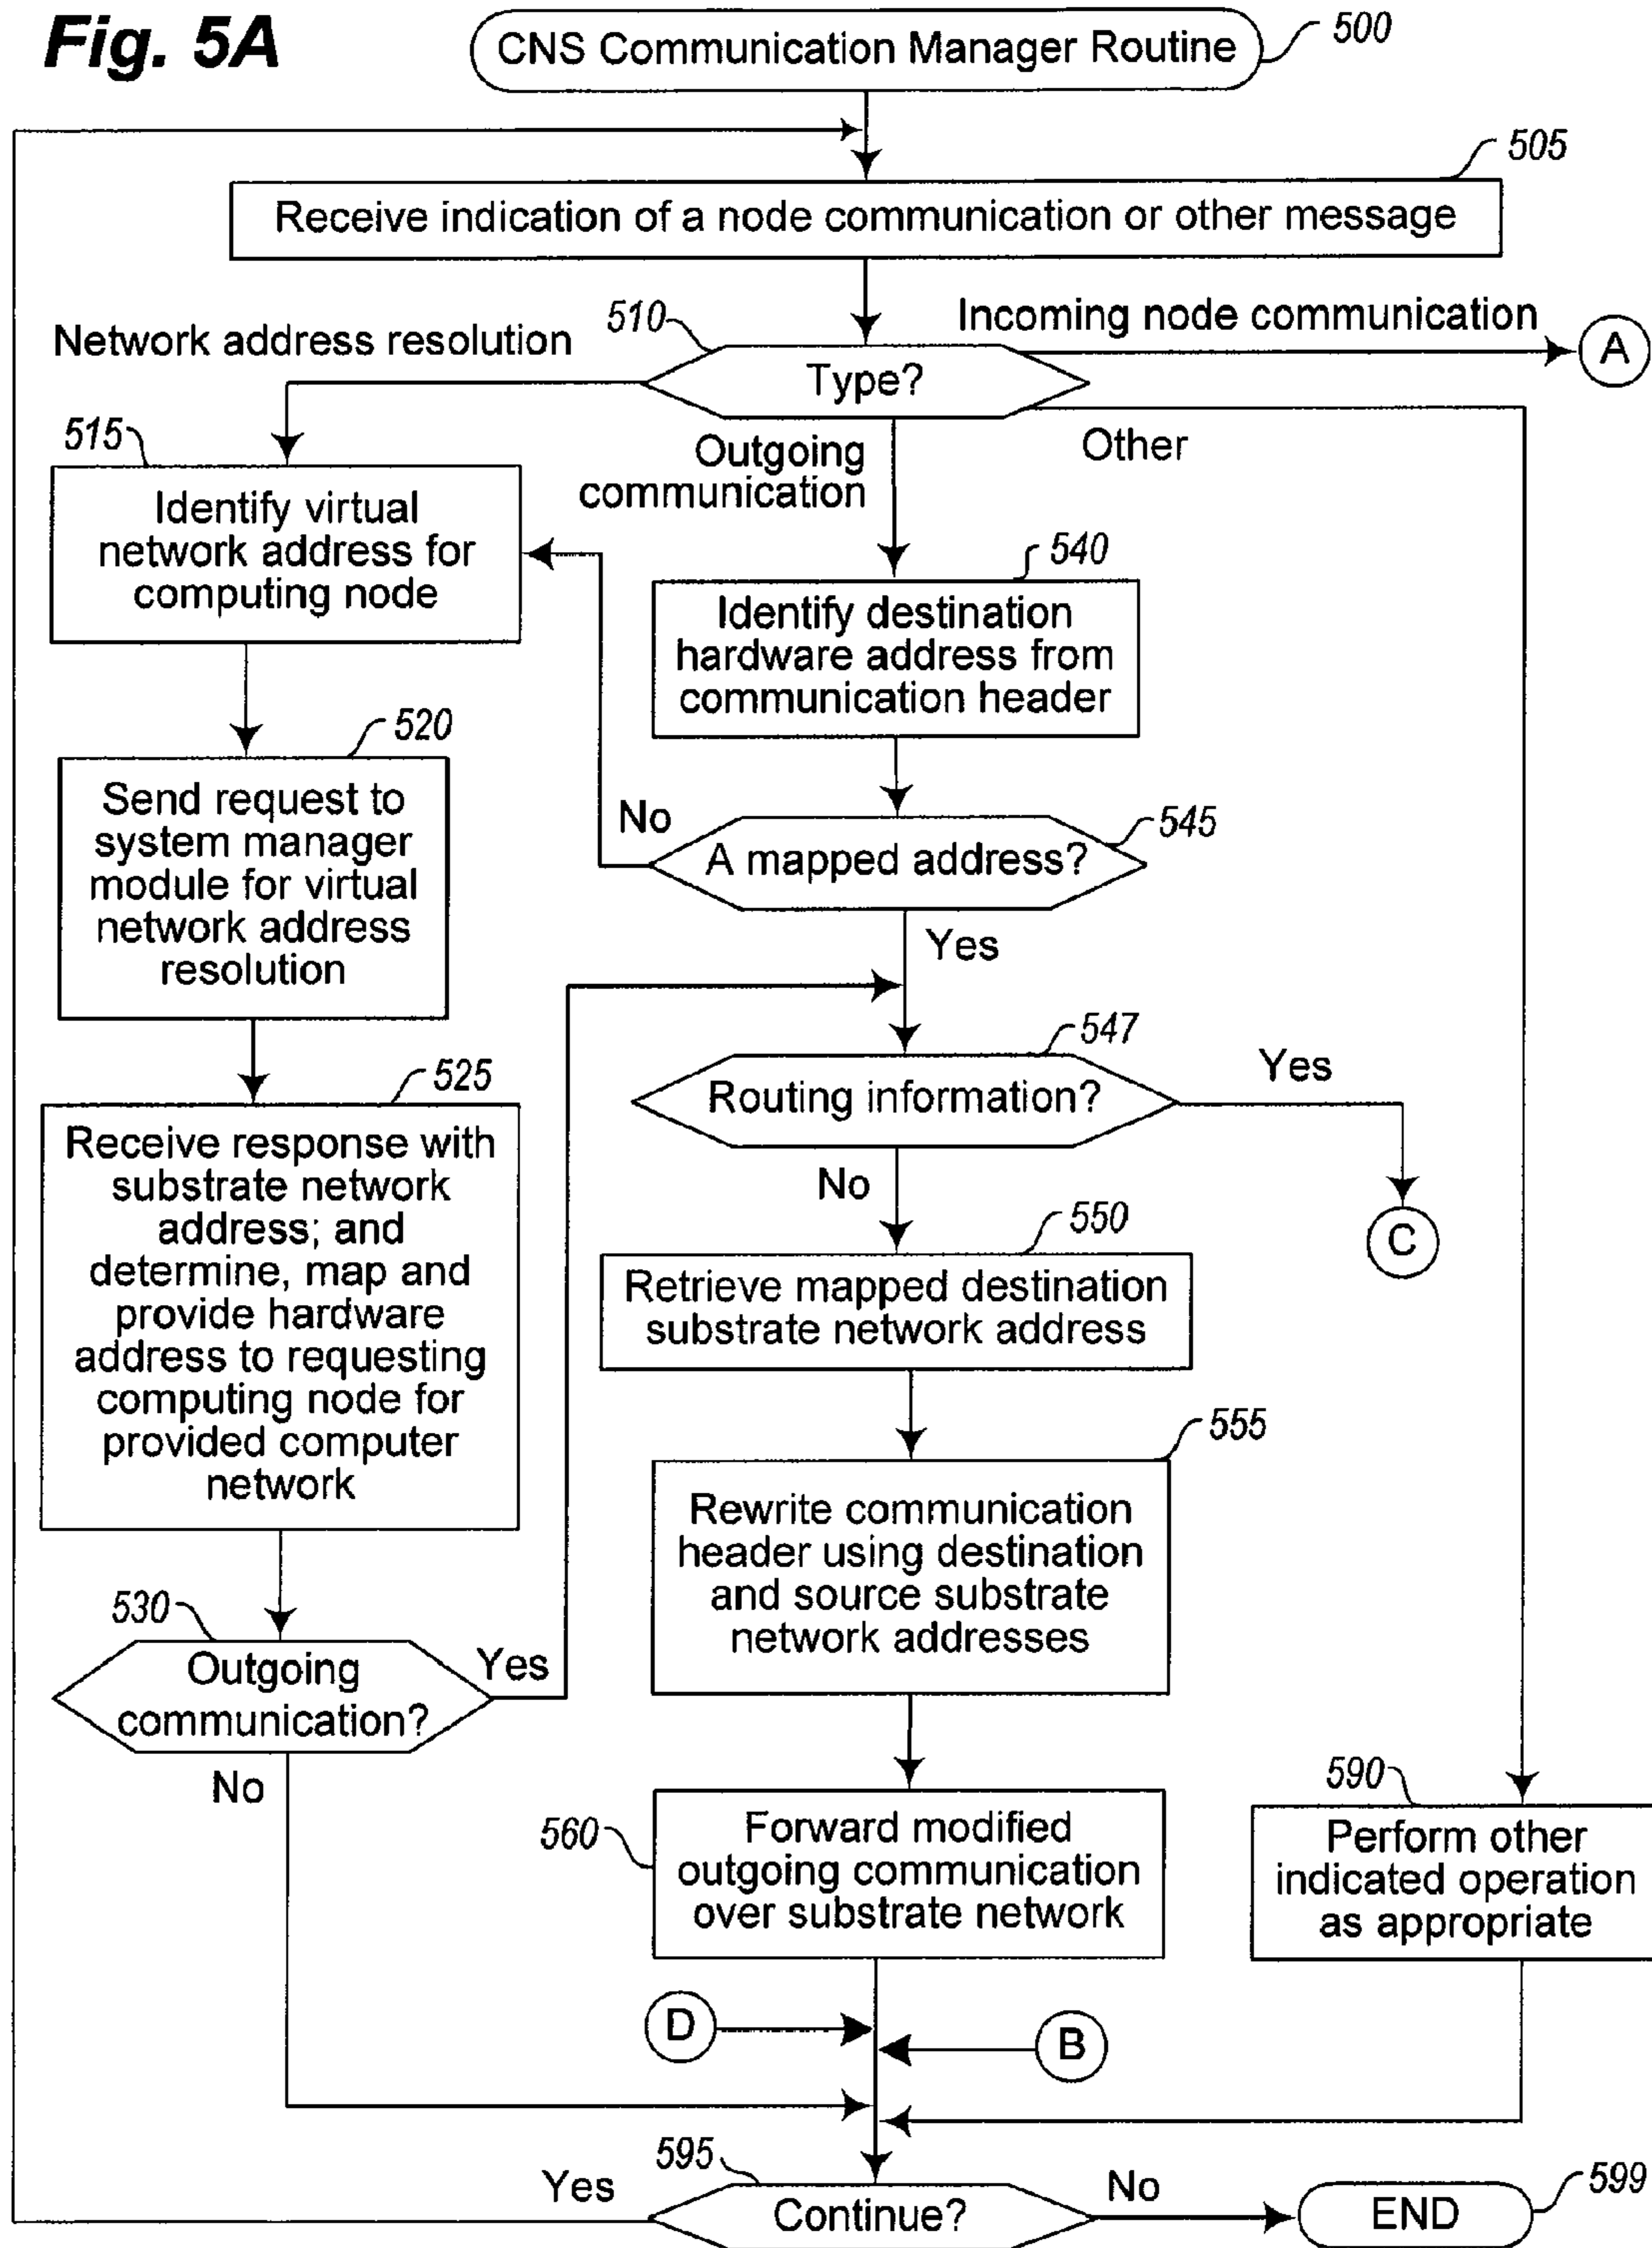 Fig. 5A
CNS Communication Manager Routine
500
505
Receive indication of a node communication or other message
510
Incoming node communication
Network address resolution
Type?
A
515
Outgoing
communication
Other
Identify virtual
network address for
computing node
540
Identify destination
hardware address from
communication header
520
Send request to
system manager
module for virtual
network address
resolution
No
545
A mapped address?
Yes
547
Routing information?
Yes
525
Receive response with
substrate network
address; and
determine, map and
provide hardware
address to requesting
computing node for
provided computer
network
No
C
550
Retrieve mapped destination
substrate network address
555
Rewrite communication
header using destination
and source substrate
network addresses
530
Outgoing
communication?
Yes
No
560
Forward modified
outgoing communication
over substrate network
590
Perform other
indicated operation
as appropriate
D
B
595
Yes
Continue?
No
END
599